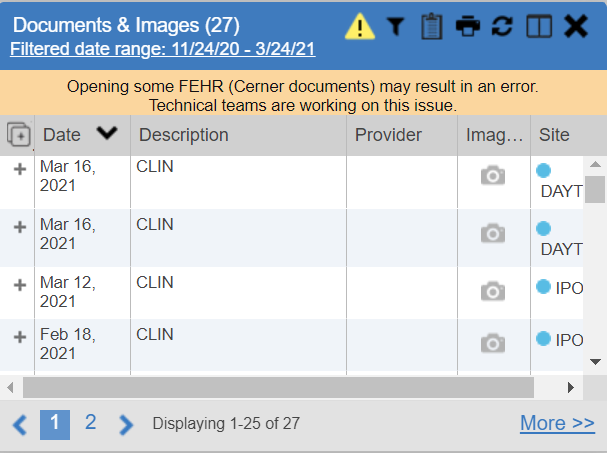 Documents & Images (27)
Filtered date range: 11/24/20 - 3/24/21
Opening some FEHR (Cerner documents) may result in an error.
Technical teams are working on this issue.
Date Description Provider Imag... Site
Mar 16, 2021 CLIN DAYT
Mar 16, 2021 CLIN DAYT
Mar 12, 2021 CLIN IPO
Feb 18, 2021 CLIN IPO
1 2 Displaying 1-25 of 27 More >>